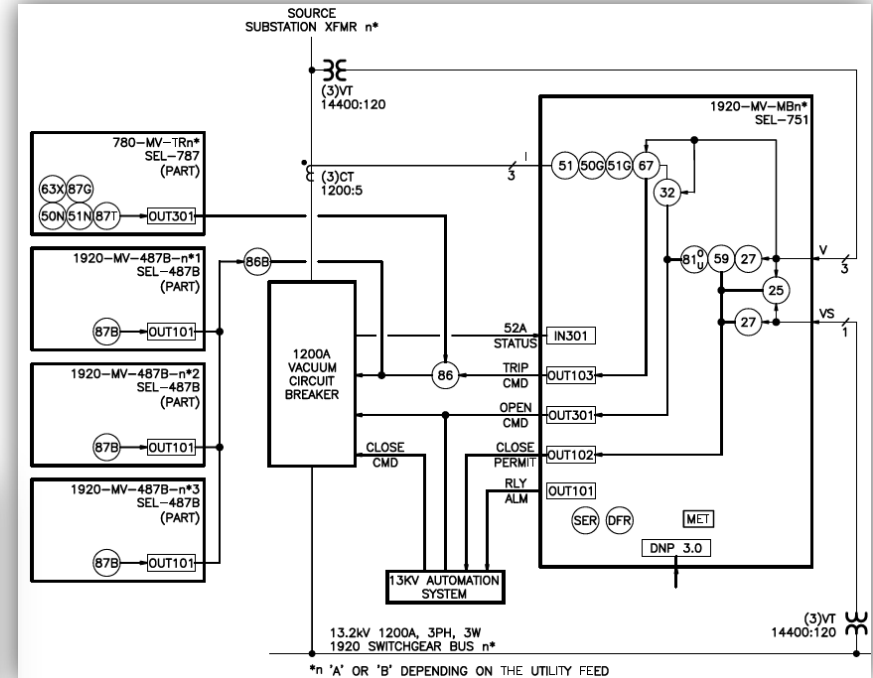 SOURCE
SUBSTATION XFMR n*
(3)VT
14400:120
780-MV-TRn*
SEL-787
(PART)
63X 87G
50N 51N 87T OUT301
1920-MV-487B-n*1
SEL-487B
(PART)
87B OUT101
1920-MV-487B-n*2
SEL-487B
(PART)
87B OUT101
1920-MV-487B-n*3
SEL-487B
(PART)
87B OUT101
86B
(3)CT
1200:5
I
3
1200A
VACUUM
CIRCUIT
BREAKER
86
52A
STATUS
TRIP
CMD
OPEN
CMD
CLOSE
CMD
CLOSE
PERMIT
RLY
ALM
13KV AUTOMATION
SYSTEM
1920-MV-MBn*
SEL-751
51 50G 51G 67
32
81 O U 59 27
25
27
V
3
VS
1
IN301
OUT103
OUT301
OUT102
OUT101
SER DFR MET
DNP 3.0
(3)VT
14400:120
13.2kV 1200A, 3PH, 3W
1920 SWITCHGEAR BUS n*
*n 'A' OR 'B' DEPENDING ON THE UTILITY FEED